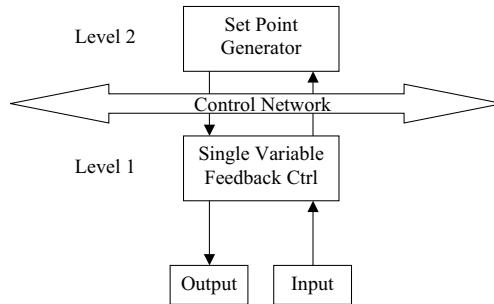 Level 2
Set Point
Generator
Control Network
Level 1
Single Variable
Feedback Ctrl
Output
Input